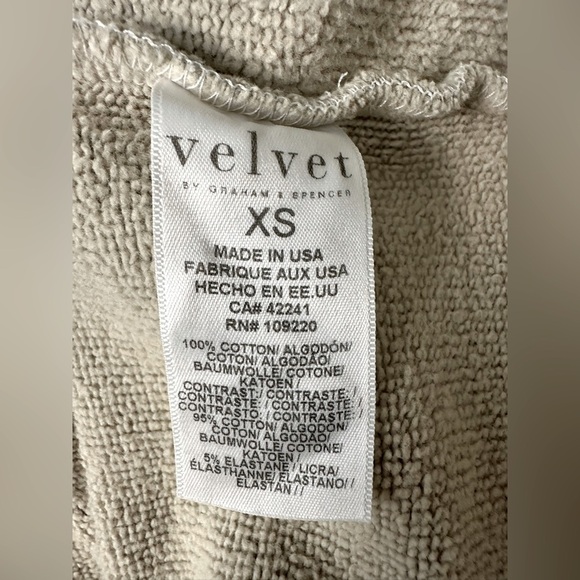 velvet
BY GRAHAM & SPENCER
XS
MADE IN USA
FABRIQUE AUX USA
HECHO EN EE.UU
CA# 42241
RN# 109220
100% COTTON/ ALGODÓN/
COTON/ ALGODÃO/
BAUMWOLLE/ COTONE/
KATOEN /
CONTRAST:/ CONTRASTE: /
CONTRASTE: / CONTRASTE: /
CONTRASTO: / CONTRASTE: /
95% COTTON / ALGODÓN/
COTON/ ALGODÃO/
BAUMWOLLE / COTONE/
KATOEN /
5% ELASTANE / LICRA/
ÉLASTHANNE/ ELASTANO/ /
ELASTAN / /